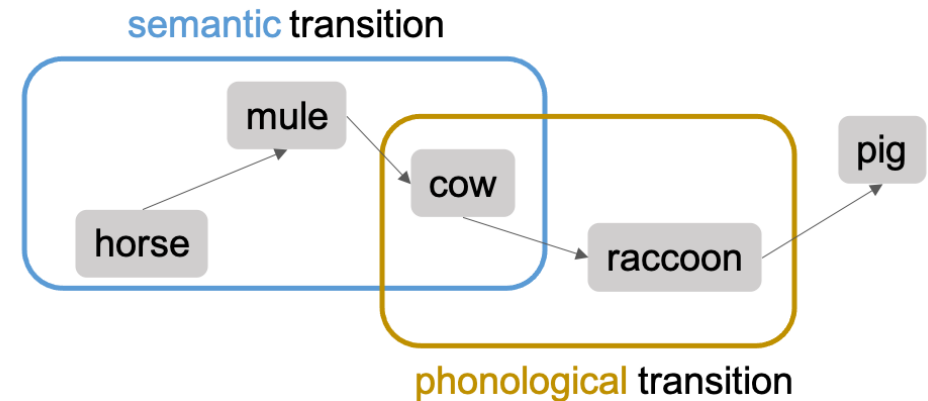 semantic transition
mule
pig
cow
horse
raccoon
phonological transition